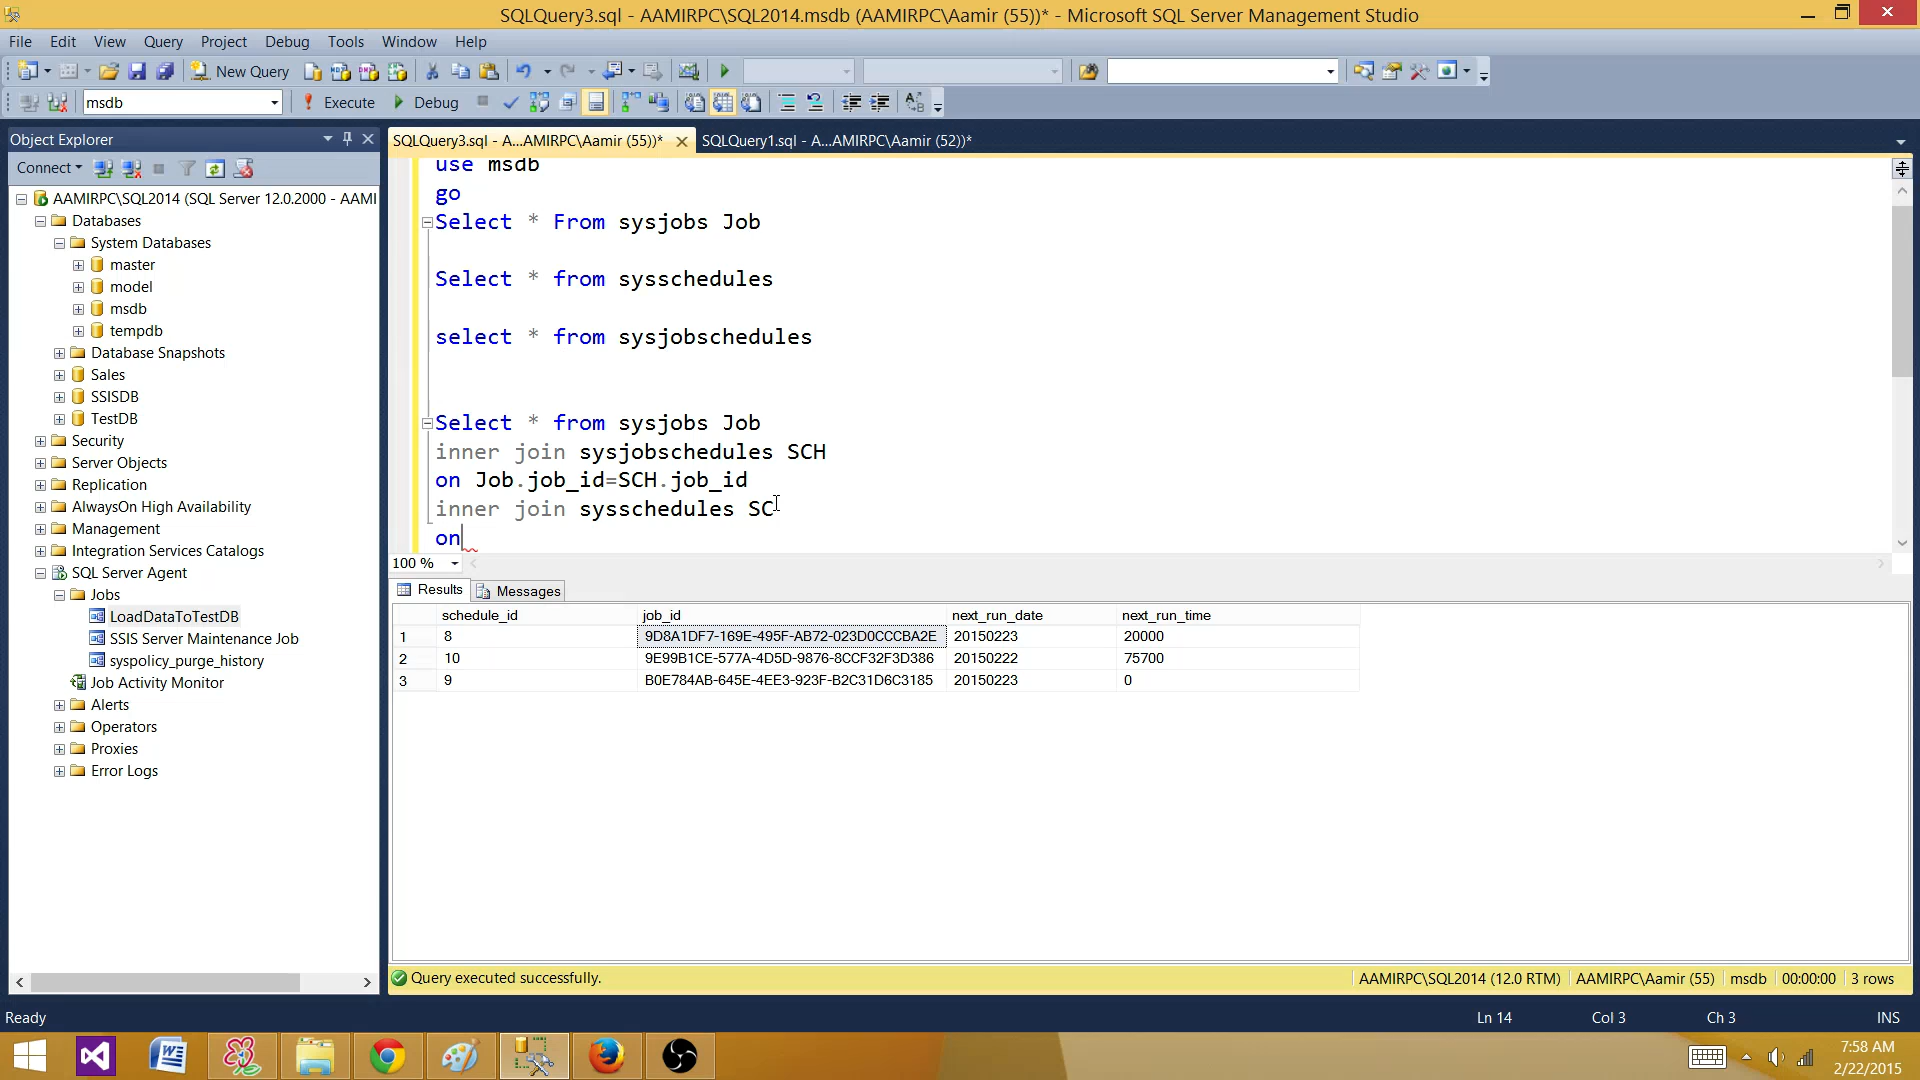 SQLQuery3.sql - AAMIRPC\SQL2014.msdb (AAMIRPC\Aamir (55))* - Microsoft SQL Server Management Studio
File Edit View Query Project Debug Tools Window Help
New Query
msdb Execute Debug
Object Explorer
Connect
AAMIRPC\SQL2014 (SQL Server 12.0.2000 - AAMI
Databases
System Databases
master
model
msdb
tempdb
Database Snapshots
Sales
SSISDB
TestDB
Security
Server Objects
Replication
AlwaysOn High Availability
Management
Integration Services Catalogs
SQL Server Agent
Jobs
LoadDataToTestDB
SSIS Server Maintenance Job
syspolicy_purge_history
Job Activity Monitor
Alerts
Operators
Proxies
Error Logs
SQLQuery3.sql - A...AMIRPC\Aamir (55))* SQLQuery1.sql - A...AMIRPC\Aamir (52))*
use msdb
go
Select * From sysjobs Job
Select * from sysschedules
select * from sysjobschedules
Select * from sysjobs Job
inner join sysjobschedules SCH
on Job.job_id=SCH.job_id
inner join sysschedules SC
on
100 %
Results Messages
schedule_id job_id next_run_date next_run_time
1 8 9D8A1DF7-169E-495F-AB72-023D0CCCBA2E 20150223 20000
2 10 9E99B1CE-577A-4D5D-9876-8CCF32F3D386 20150222 75700
3 9 B0E784AB-645E-4EE3-923F-B2C31D6C3185 20150223 0
Query executed successfully. AAMIRPC\SQL2014 (12.0 RTM) AAMIRPC\Aamir (55) msdb 00:00:00 3 rows
Ready Ln 14 Col 3 Ch 3 INS
7:58 AM
2/22/2015